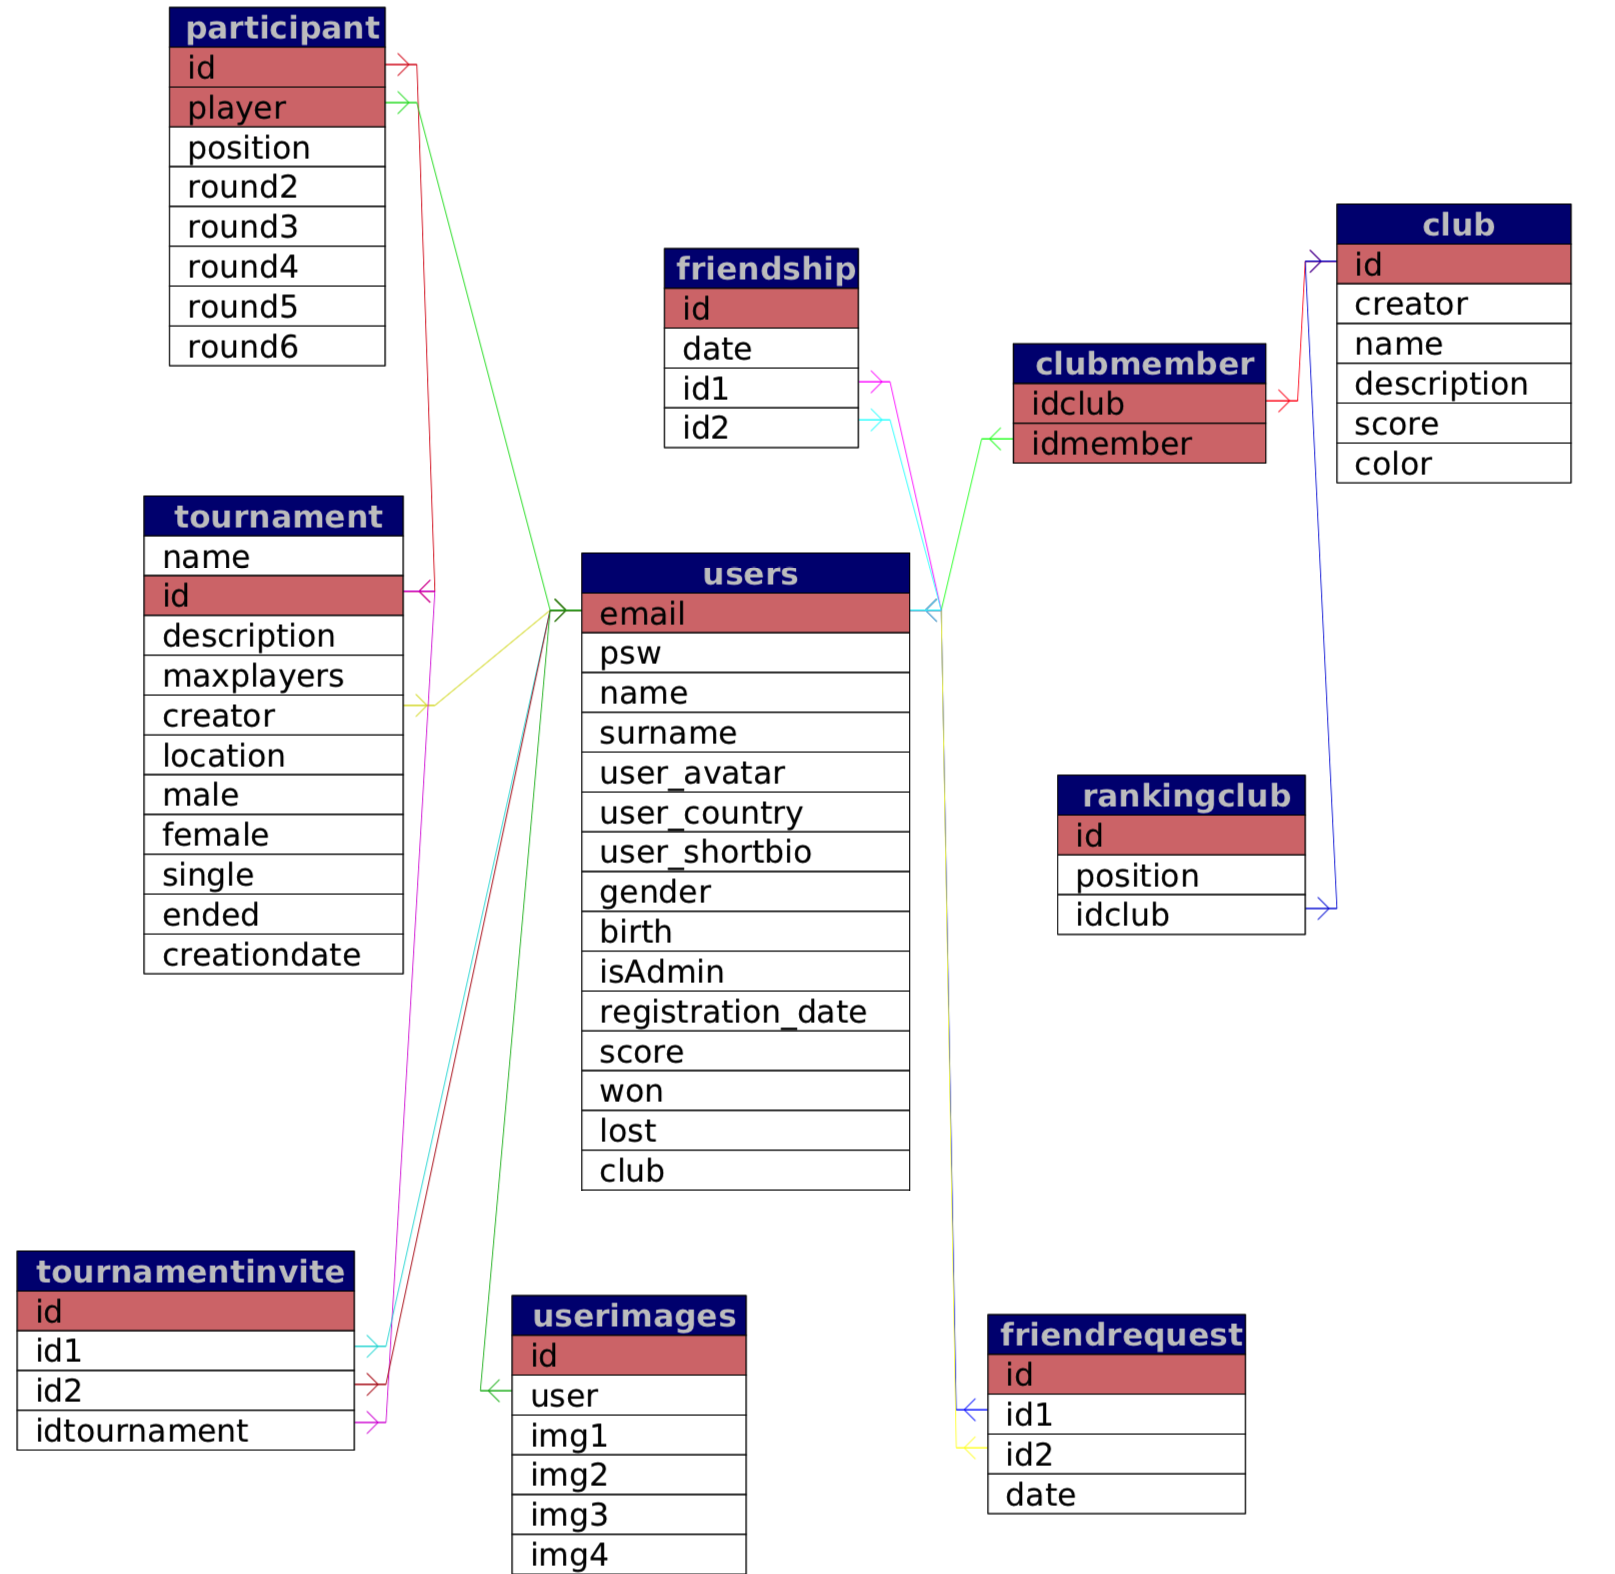 participant
id
player
position
round2
round3
round4
round5
round6
friendship
id
date
id1
id2
clubmember
idclub
idmember
club
id
creator
name
description
score
color
tournament
name
id
description
maxplayers
creator
location
male
female
single
ended
creationdate
users
email
psw
name
surname
user_avatar
user_country
user_shortbio
gender
birth
isAdmin
registration_date
score
won
lost
club
rankingclub
id
position
idclub
tournamentinvite
id
id1
id2
idtournament
userimages
id
user
img1
img2
img3
img4
friendrequest
id
id1
id2
date